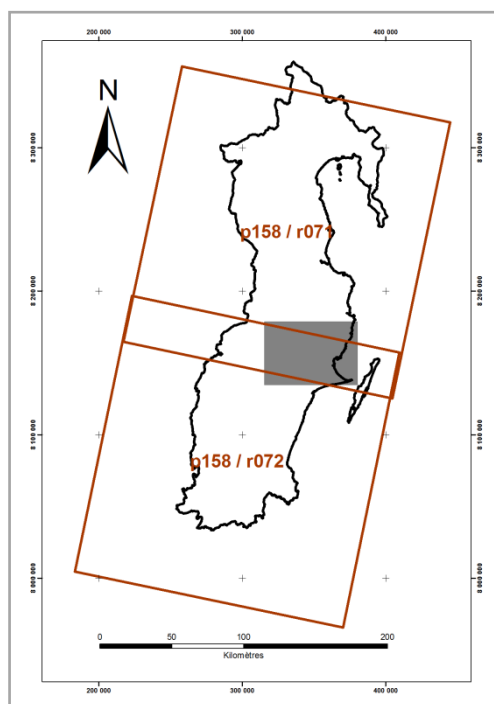 200 000 300 000 400 000
N
8 300 000 8 300 000
p158 / r071
8 200 000 8 200 000
8 100 000 8 100 000
p158 / r072
8 000 000 8 000 000
0 50 100 200
Kilomètres
200 000 300 000 400 000